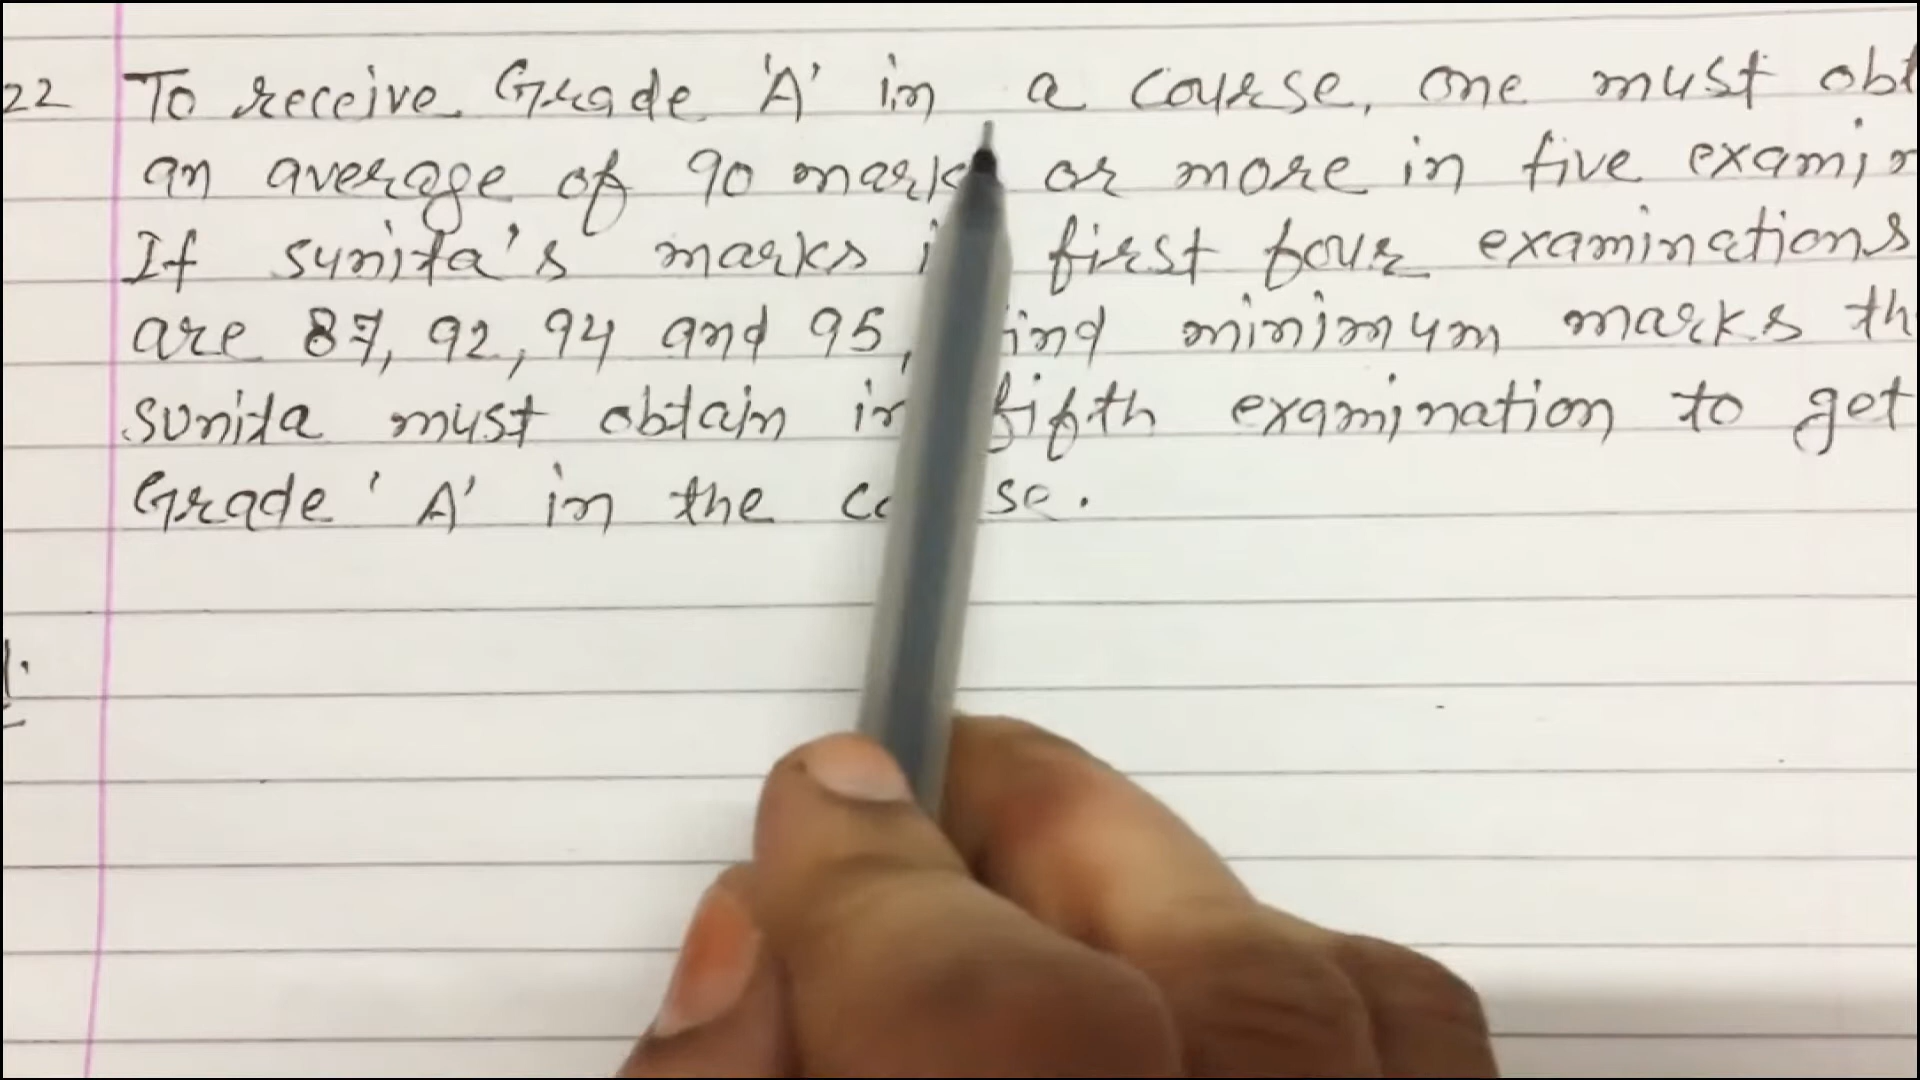 22 To receive Grade 'A' in a course, one must
an average of 90 marks or more in five
If sunita's marks first four examinations
are 87, 92, 94 and 95, minimum marks
sunita must obtain fifth examination to get
Grade 'A' in the